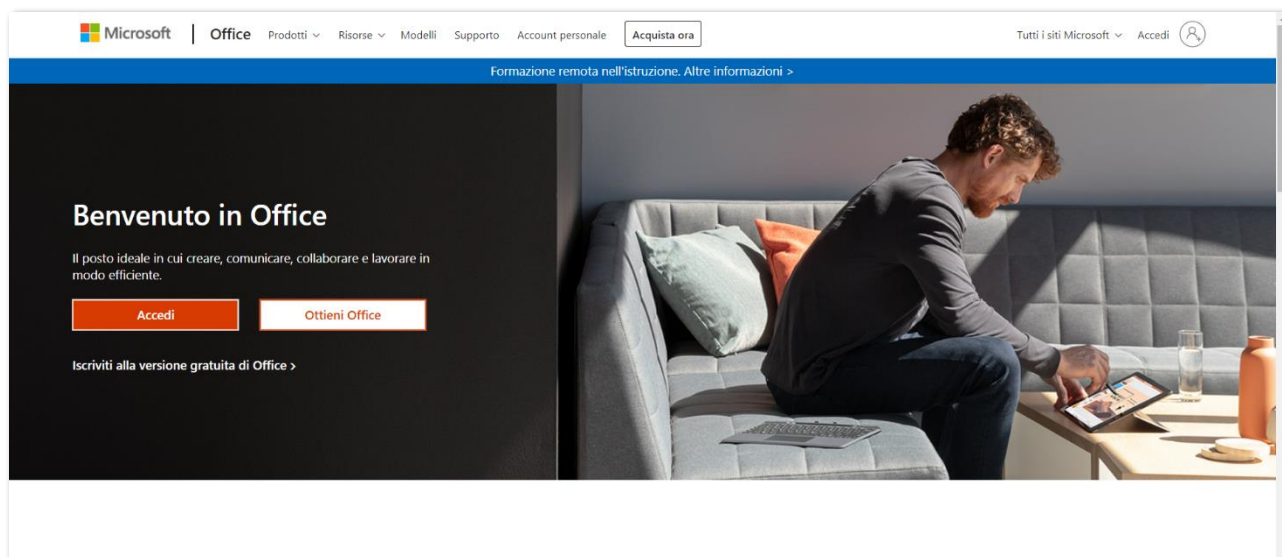 Microsoft Office Prodotti Risorse Modelli Supporto Account personale Acquista ora Tutti i siti Microsoft Accedi
Formazione remota nell'istruzione. Altre informazioni >
Benvenuto in Office
Il posto ideale in cui creare, comunicare, collaborare e lavorare in
modo efficiente.
Accedi Ottieni Office
Iscriviti alla versione gratuita di Office >